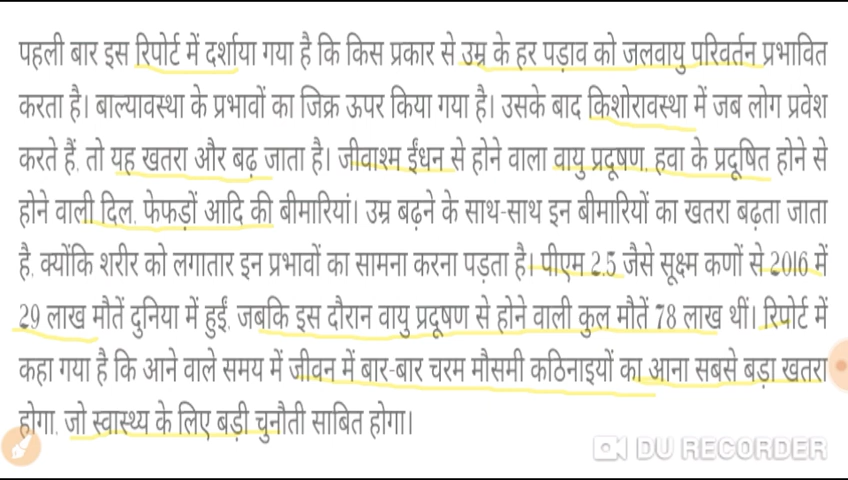 पहली बार इस रिपोर्ट में दर्शाया गया है कि किस प्रकार से उम्र के हर पड़ाव को जलवायु परिवर्तन प्रभावित
करता है। बाल्यावस्था के प्रभावों का जिक्र ऊपर किया गया है। उसके बाद किशोरावस्था में जब लोग प्रवेश
करते हैं, तो यह खतरा और बढ़ जाता है। जीवाश्म ईंधन से होने वाला वायु प्रदूषण, हवा के प्रदूषित होने से
होने वाली दिल, फेफड़ों आदि की बीमारियां। उम्र बढ़ने के साथ-साथ इन बीमारियों का खतरा बढ़ता जाता
है, क्योंकि शरीर को लगातार इन प्रभावों का सामना करना पड़ता है। पीएम 2.5 जैसे सूक्ष्म कणों से 2016 में
29 लाख मौतें दुनिया में हुईं, जबकि इस दौरान वायु प्रदूषण से होने वाली कुल मौतें 78 लाख थीं। रिपोर्ट में
कहा गया है कि आने वाले समय में जीवन में बार-बार चरम मौसमी कठिनाइयों का आना सबसे बड़ा खतरा
होगा, जो स्वास्थ्य के लिए बड़ी चुनौती साबित होगा।
DU RECORDER